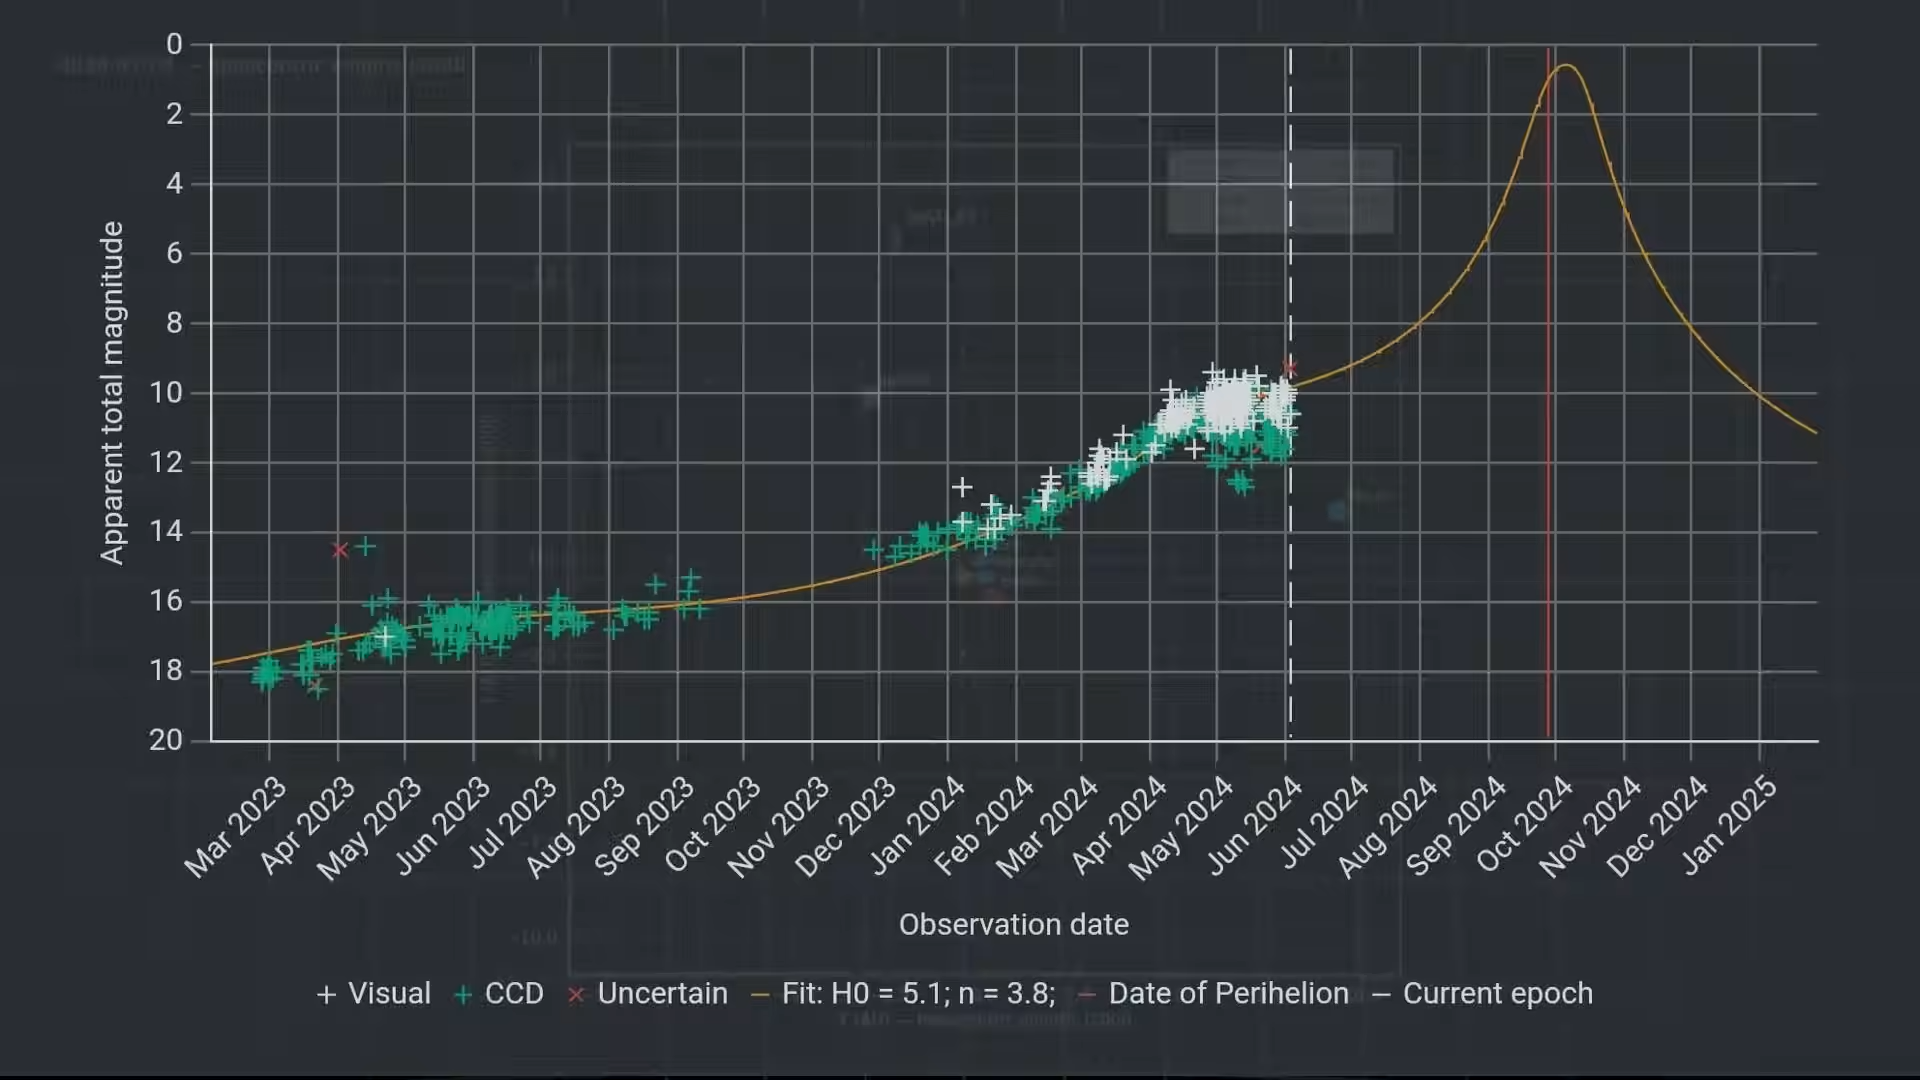 0
2
4
6
8
10
12
14
16
18
20
Apparent total magnitude
Mar 2023
Apr 2023
May 2023
Jun 2023
Jul 2023
Aug 2023
Sep 2023
Oct 2023
Nov 2023
Dec 2023
Jan 2024
Feb 2024
Mar 2024
Apr 2024
May 2024
Jun 2024
Jul 2024
Aug 2024
Sep 2024
Oct 2024
Nov 2024
Dec 2024
Jan 2025
Observation date
Visual CCD Uncertain Fit: H0 = 5.1; n = 3.8; Date of Perihelion Current epoch